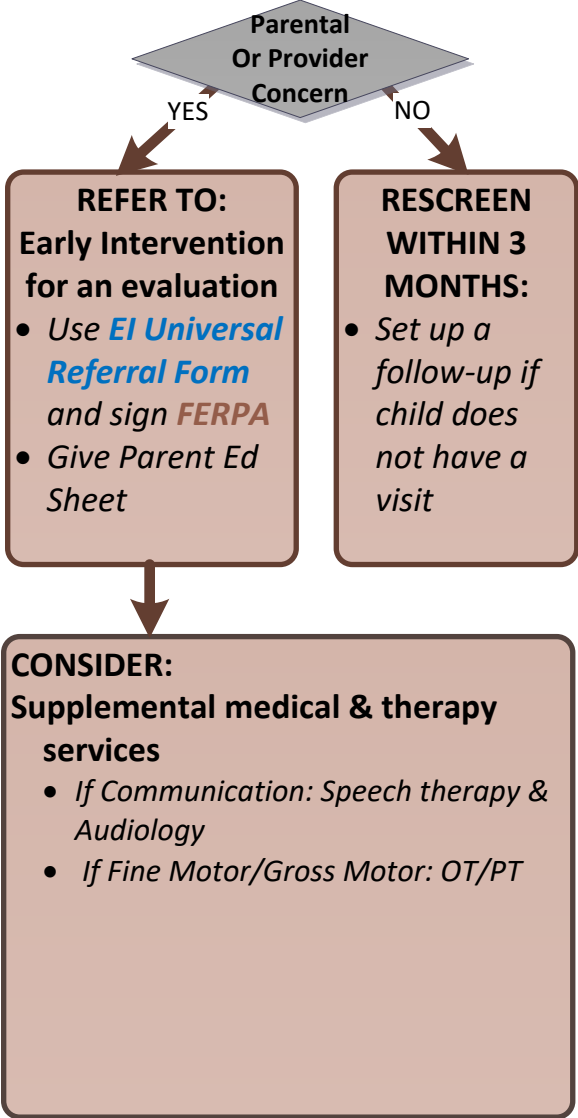 Parental
Or Provider
Concern
YES
NO
REFER TO:
Early Intervention
for an evaluation
• Use EI Universal
Referral Form
and sign FERPA
• Give Parent Ed
Sheet
RESCREEN
WITHIN 3
MONTHS:
• Set up a
follow-up if
child does
not have a
visit
CONSIDER:
Supplemental medical & therapy
services
• If Communication: Speech therapy &
Audiology
• If Fine Motor/Gross Motor: OT/PT